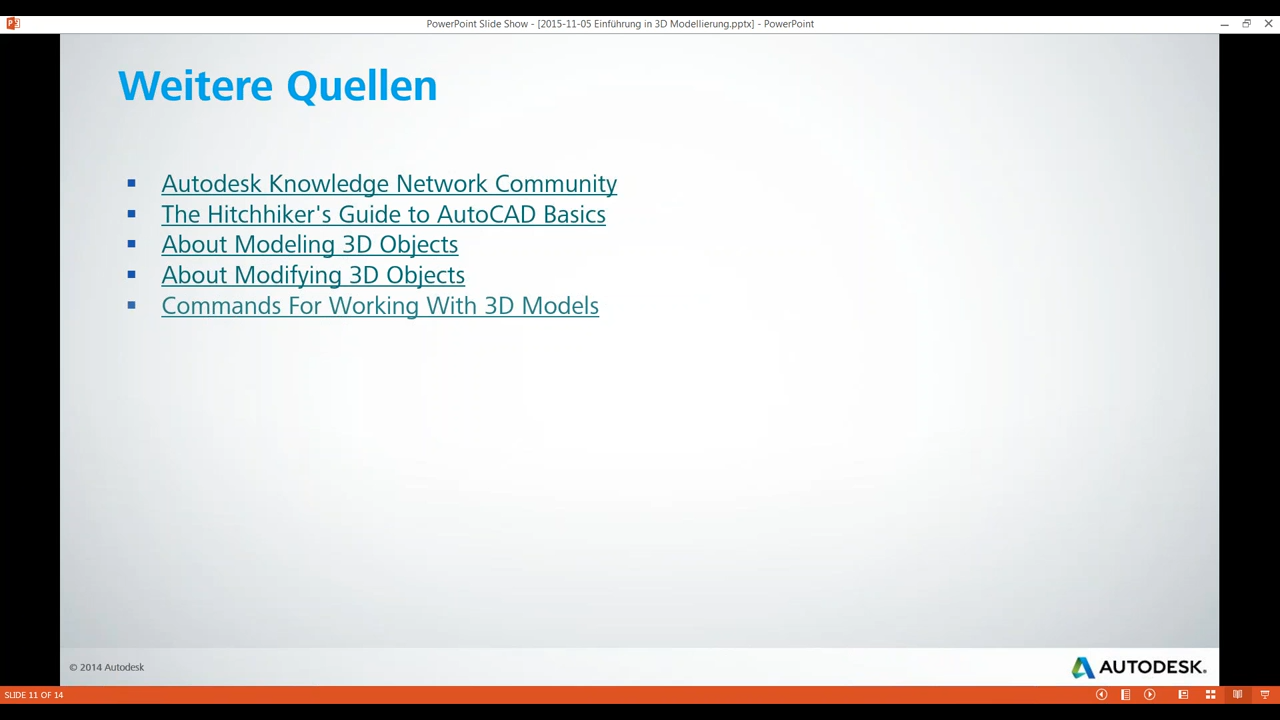 PowerPoint Slide Show - [2015-11-05 Einführung in 3D Modellierung.pptx] - PowerPoint
Weitere Quellen
Autodesk Knowledge Network Community
The Hitchhiker's Guide to AutoCAD Basics
About Modeling 3D Objects
About Modifying 3D Objects
Commands For Working With 3D Models
© 2014 Autodesk
AUTODESK.
SLIDE 11 OF 14